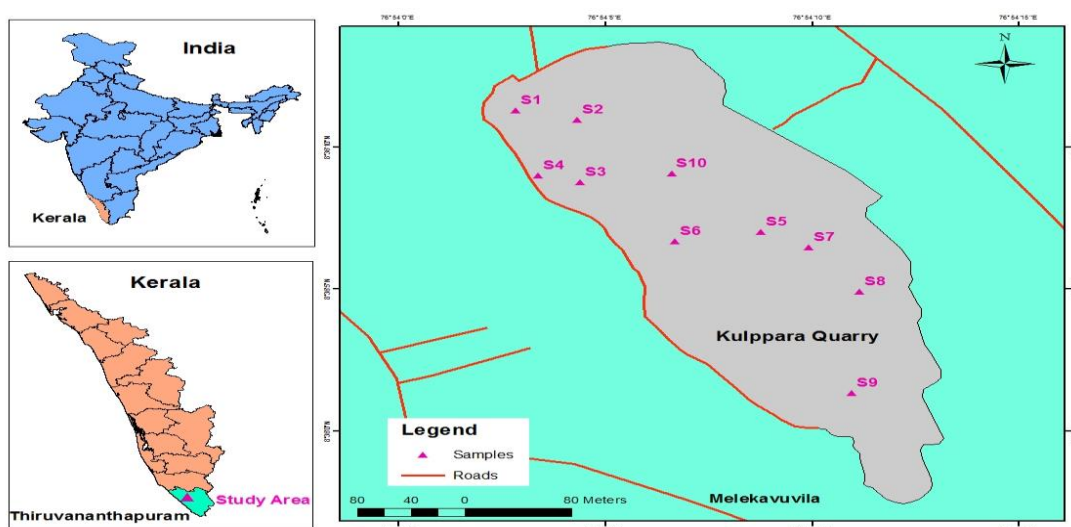 India
Kerala
Kerala
Study Area
Thiruvananthapuram
76°54'0"E 76°54'5"E 76°54'10"E 76°54'15"E
N
S1
S2
S4
S3
S10
S6
S5
S7
S8
Kulppara Quarry
S9
Legend
Samples
Roads
80 40 0 80 Meters
Melekavuvila